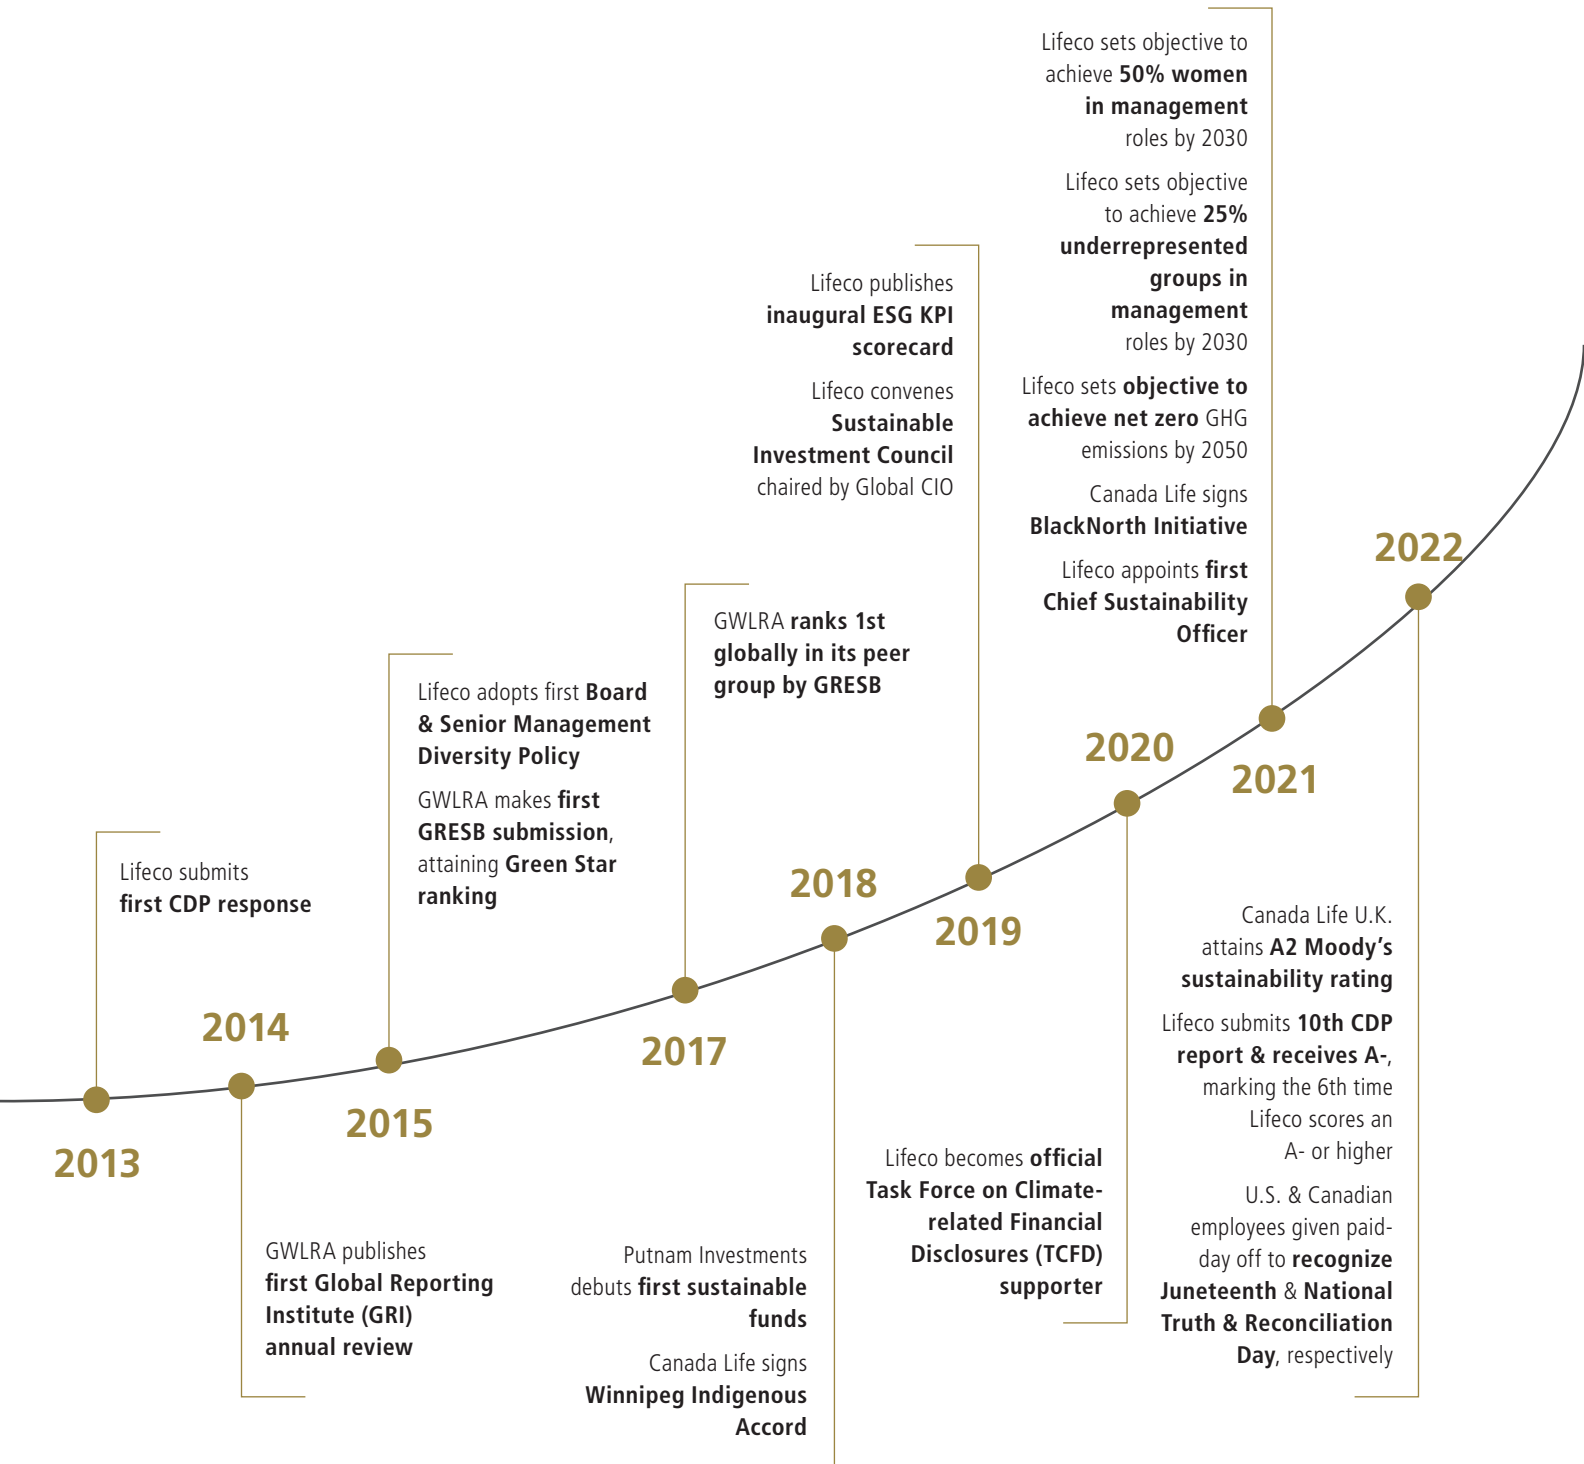 2013
Lifeco submits
first CDP response
2014
GWLRA publishes
first Global Reporting
Institute (GRI)
annual review
2015
Lifeco adopts first Board
& Senior Management
Diversity Policy
GWLRA makes first
GRESB submission,
attaining Green Star
ranking
2017
GWLRA ranks 1st
globally in its peer
group by GRESB
2018
Putnam Investments
debuts first sustainable
funds
Canada Life signs
Winnipeg Indigenous
Accord
2019
Lifeco publishes
inaugural ESG KPI
scorecard
Lifeco convenes
Sustainable
Investment Council
chaired by Global CIO
2020
Lifeco becomes official
Task Force on Climate-
related Financial
Disclosures (TCFD)
supporter
2021
Lifeco sets objective to
achieve 50% women
in management
roles by 2030
Lifeco sets objective
to achieve 25%
underrepresented
groups in
management
roles by 2030
Lifeco sets objective to
achieve net zero GHG
emissions by 2050
Canada Life signs
BlackNorth Initiative
Lifeco appoints first
Chief Sustainability
Officer
2022
Canada Life U.K.
attains A2 Moody's
sustainability rating
Lifeco submits 10th CDP
report & receives A-,
marking the 6th time
Lifeco scores an
A- or higher
U.S. & Canadian
employees given paid-
day off to recognize
Juneteenth & National
Truth & Reconciliation
Day, respectively